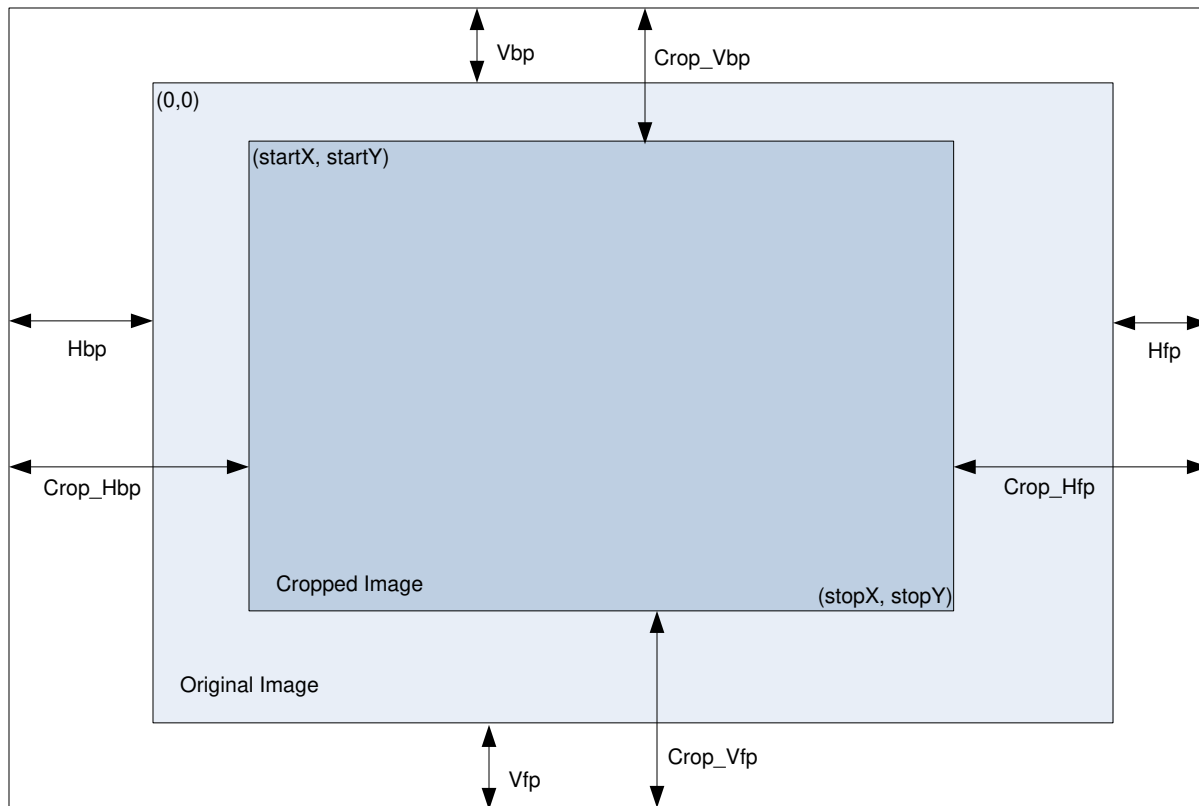 Vbp
Crop_Vbp
(0,0)
(startX, startY)
Hbp
Hfp
Crop_Hbp
Crop_Hfp
Cropped Image
(stopX, stopY)
Original Image
Crop_Vfp
Vfp